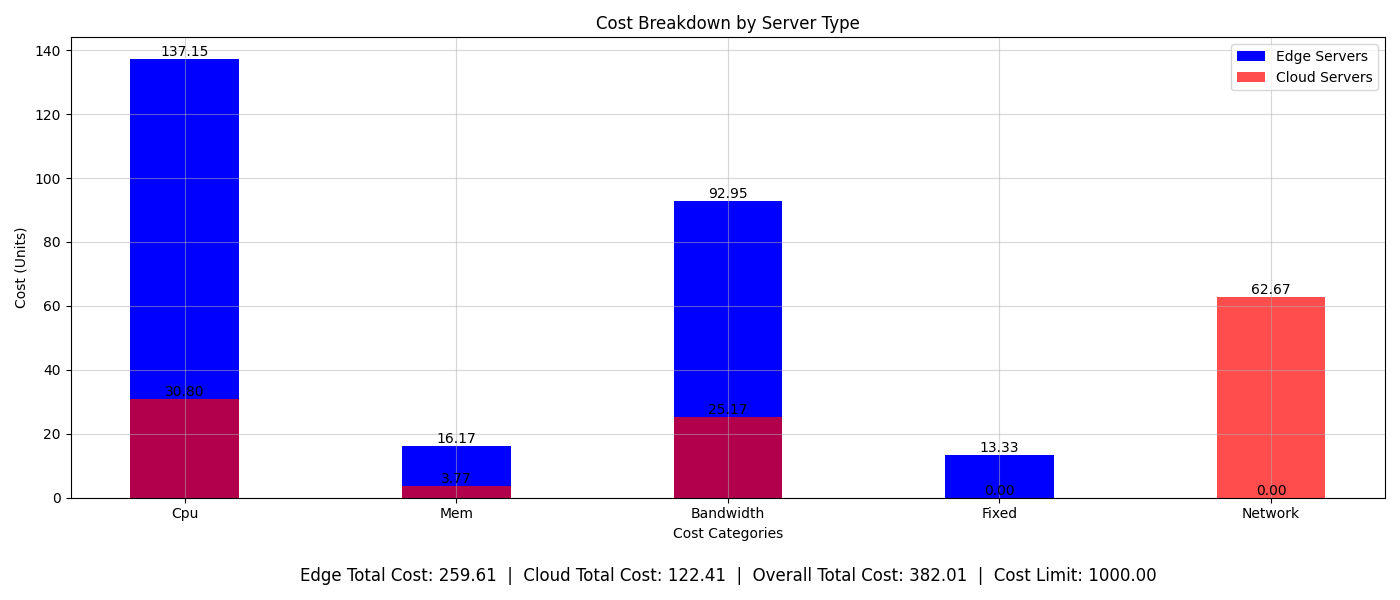 Cost Breakdown by Server Type
140
120
100
80
60
40
20
0
Cost (Units)
137.15
30.80
16.17
3.77
92.95
25.17
13.33
0.00
62.67
0.00
Edge Servers
Cloud Servers
Cpu Mem Bandwidth Fixed Network
Cost Categories
Edge Total Cost: 259.61 | Cloud Total Cost: 122.41 | Overall Total Cost: 382.01 | Cost Limit: 1000.00